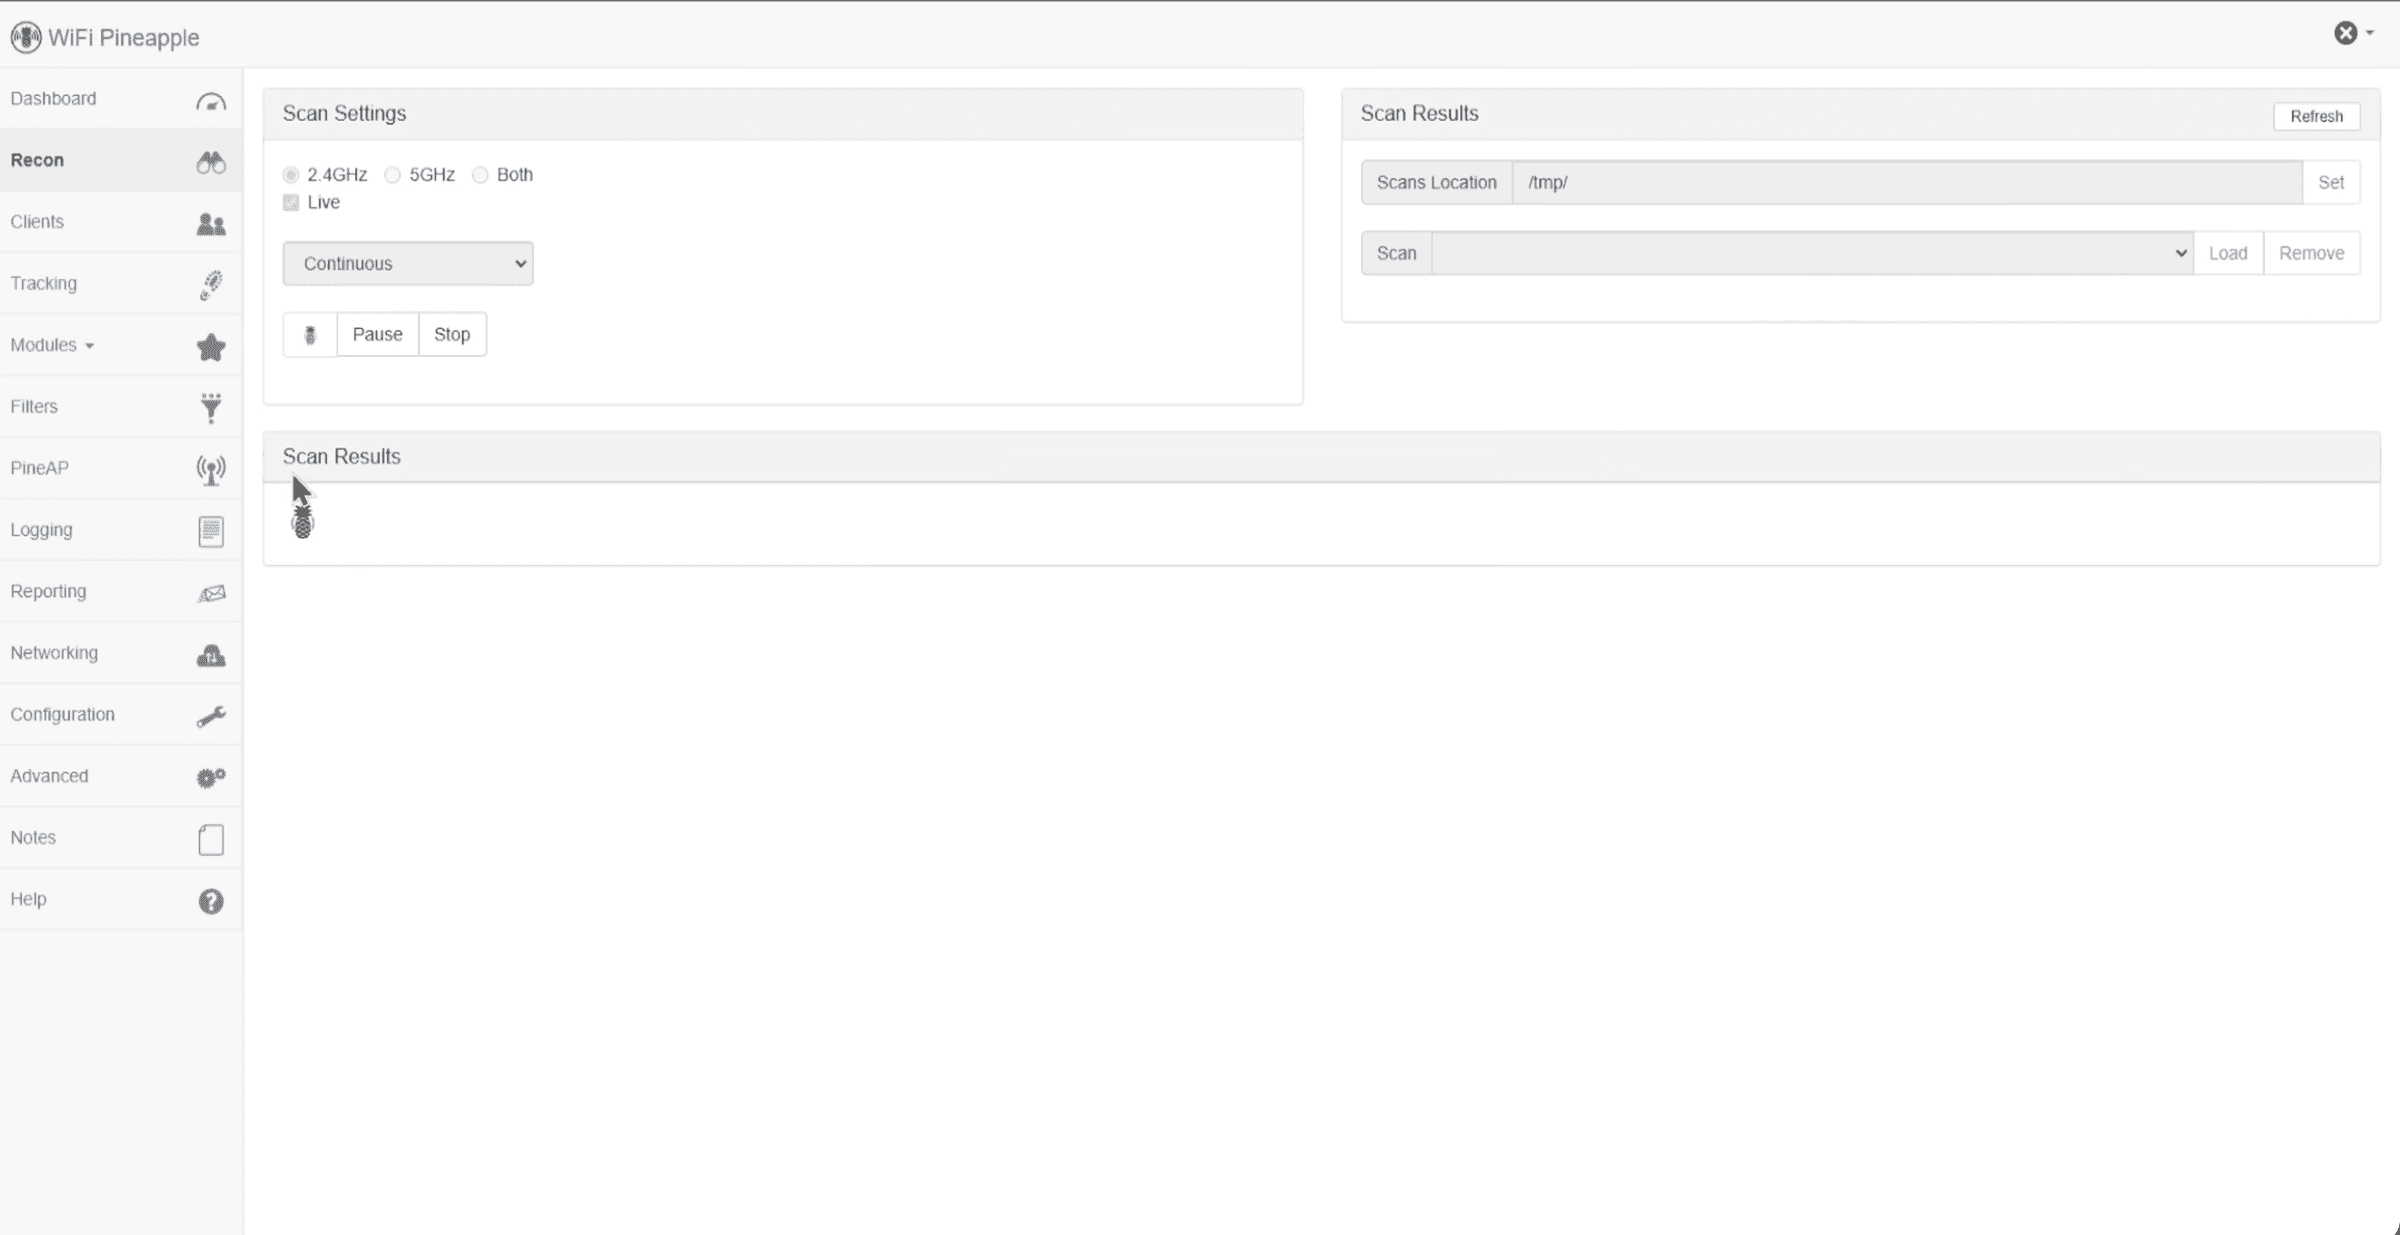 WiFi Pineapple
Dashboard
Recon
Clients
Tracking
Modules
Filters
PineAP
Logging
Reporting
Networking
Configuration
Advanced
Notes
Help
Scan Settings
2.4GHz 5GHz Both
Live
Continuous
Pause Stop
Scan Results
Refresh
Scans Location /tmp/ Set
Scan Load Remove
Scan Results